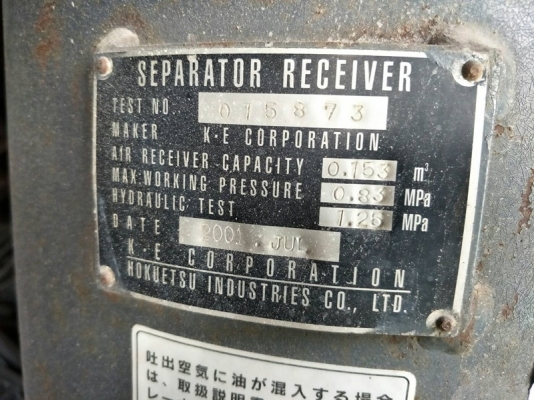 SEPARATOR RECEIVER
TEST NO. 015873
MAKER K·E CORPORATION
AIR RECEIVER CAPACITY 0.153 m³
MAX.WORKING PRESSURE 0.83 MPa
HYDRAULIC TEST 1.25 MPa
DATE 2001. JUL
K·E CORPORATION
HOKUETSU INDUSTRIES CO., LTD.
吐出空気に油が混入する場合
は、取扱説明